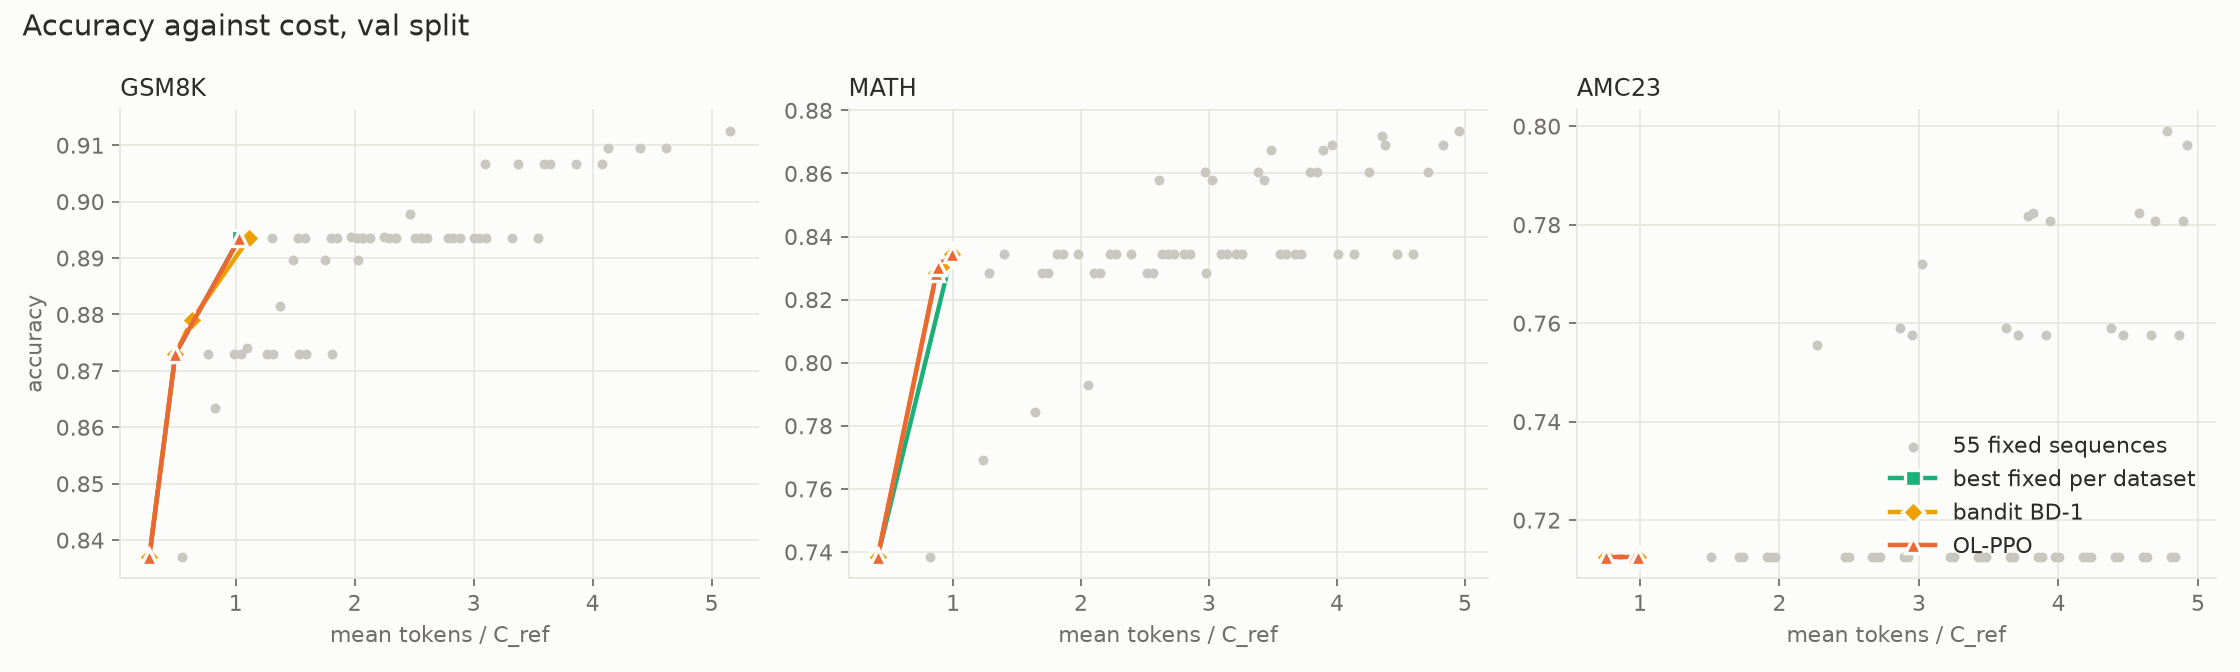 Accuracy against cost, val split
GSM8K
accuracy
0.91
0.90
0.89
0.88
0.87
0.86
0.85
0.84
1 2 3 4 5
mean tokens / C_ref
MATH
0.88
0.86
0.84
0.82
0.80
0.78
0.76
0.74
1 2 3 4 5
mean tokens / C_ref
AMC23
0.80
0.78
0.76
0.74
0.72
55 fixed sequences
best fixed per dataset
bandit BD-1
OL-PPO
1 2 3 4 5
mean tokens / C_ref